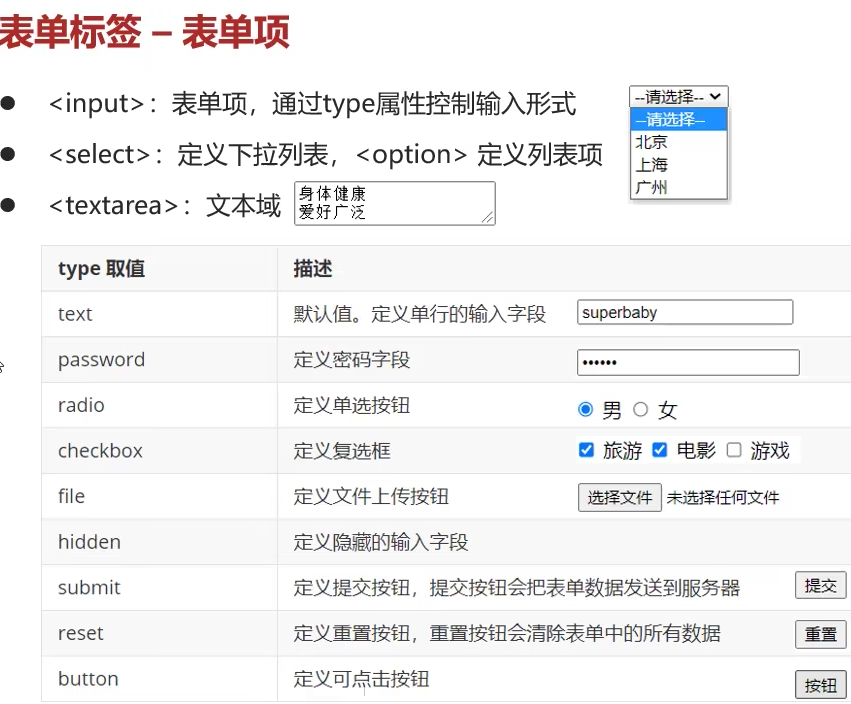 表单标签 – 表单项
● <input>：表单项，通过type属性控制输入形式
--请选择--
--请选择--
北京
上海
广州
● <select>：定义下拉列表，<option> 定义列表项
● <textarea>：文本域
身体健康
爱好广泛
type 取值 描述
text 默认值。定义单行的输入字段 superbaby
password 定义密码字段 ••••••
radio 定义单选按钮 男 女
checkbox 定义复选框 旅游 电影 游戏
file 定义文件上传按钮 选择文件 未选择任何文件
hidden 定义隐藏的输入字段
submit 定义提交按钮，提交按钮会把表单数据发送到服务器 提交
reset 定义重置按钮，重置按钮会清除表单中的所有数据 重置
button 定义可点击按钮 按钮